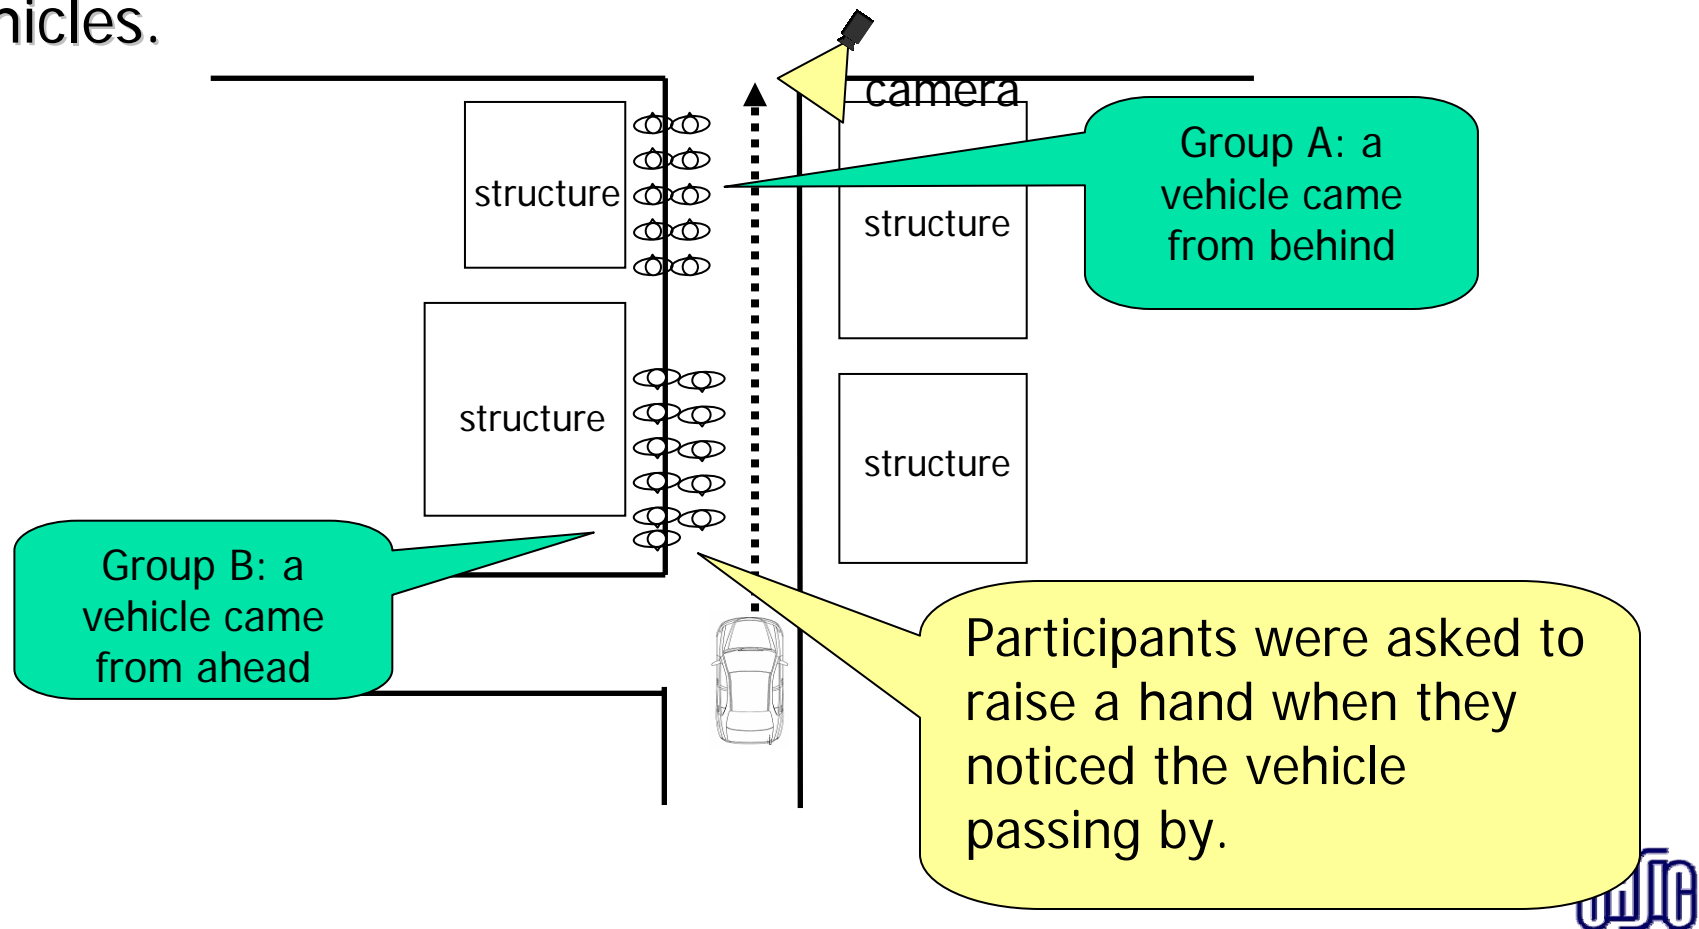 hicles.
camera
Group A: a
vehicle came
from behind
structure
structure
structure
structure
Group B: a
vehicle came
from ahead
Participants were asked to
raise a hand when they
noticed the vehicle
passing by.